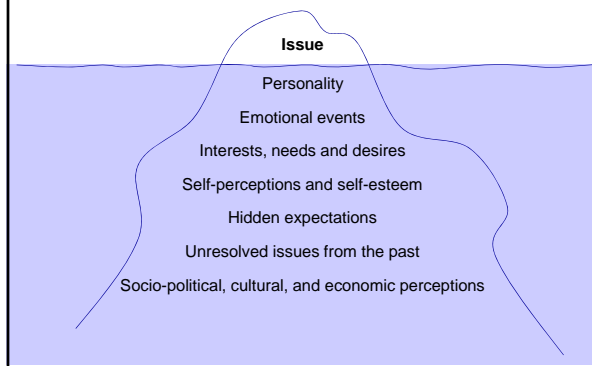 Issue
Personality
Emotional events
Interests, needs and desires
Self-perceptions and self-esteem
Hidden expectations
Unresolved issues from the past
Socio-political, cultural, and economic perceptions